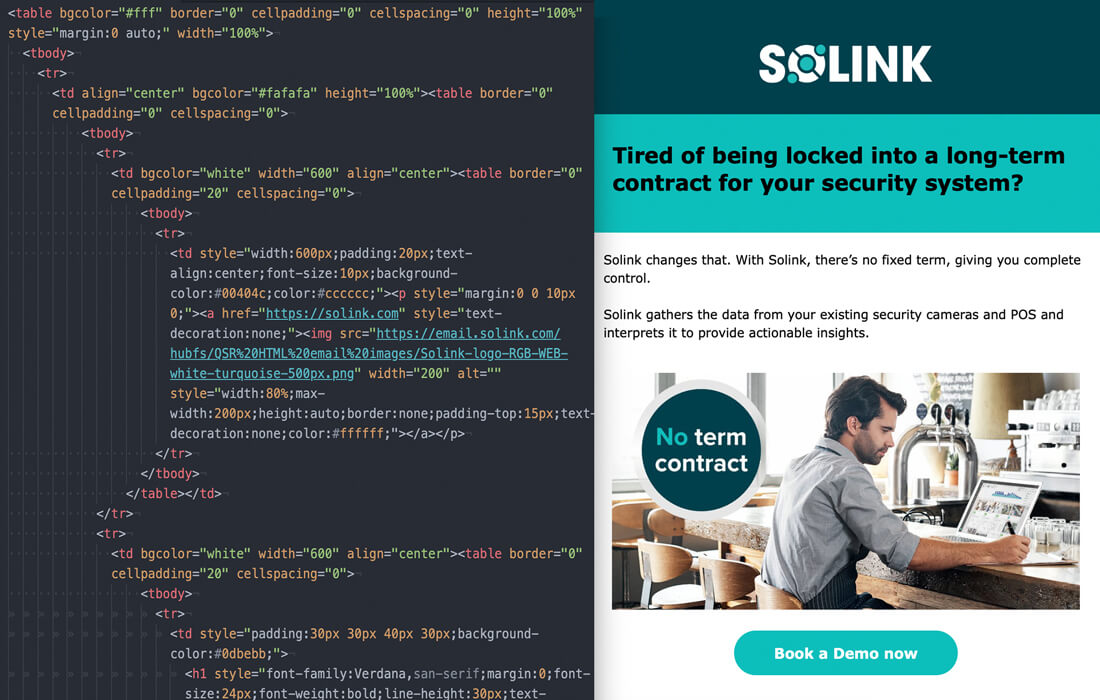 <table bgcolor="#fff" border="0" cellpadding="0" cellspacing="0" height="100%"
style="margin:0 auto;" width="100%">
<tbody>
<tr>
<td align="center" bgcolor="#fafafa" height="100%"><table border="0"
cellpadding="0" cellspacing="0">
<tbody>
<tr>
<td bgcolor="white" width="600" align="center"><table border="0"
cellpadding="20" cellspacing="0">
<tbody>
<tr>
<td style="width:600px;padding:20px;text-
align:center;font-size:10px;background-
color:#00404c;color:#cccccc;"><p style="margin:0 0 10px
0;"><a href="https://solink.com" style="text-
decoration:none;"><img src="https://email.solink.com/
hubfs/QSR%20HTML%20email%20images/Solink-logo-RGB-WEB-
white-turquoise-500px.png" width="200" alt=""
style="width:80%;max-
width:200px;height:auto;border:none;padding-top:15px;text-
decoration:none;color:#ffffff;"></a></p>
</tr>
</tbody>
</table></td>
</tr>
<tr>
<td bgcolor="white" width="600" align="center"><table border="0"
cellpadding="20" cellspacing="0">
<tbody>
<tr>
<td style="padding:30px 30px 40px 30px;background-
color:#0dbebb;">
<h1 style="font-family:Verdana,san-serif;margin:0;font-
size:24px;font-weight:bold;line-height:30px;text-
SOLINK
Tired of being locked into a long-term
contract for your security system?
Solink changes that. With Solink, there’s no fixed term, giving you complete
control.
Solink gathers the data from your existing security cameras and POS and
interprets it to provide actionable insights.
No term
contract
Book a Demo now